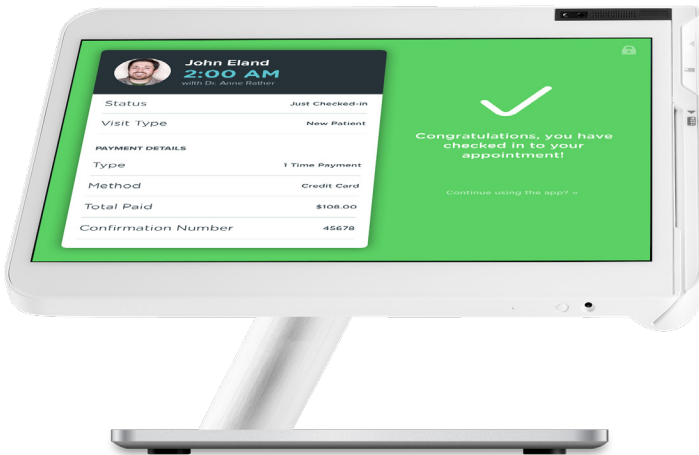 John Eland
2:00 AM
with Dr. Anne Rather
Status Just Checked-in
Visit Type New Patient
PAYMENT DETAILS
Type 1 Time Payment
Method Credit Card
Total Paid $108.00
Confirmation Number 45678
Congratulations, you have
checked in to your
appointment!
Continue using the app? »